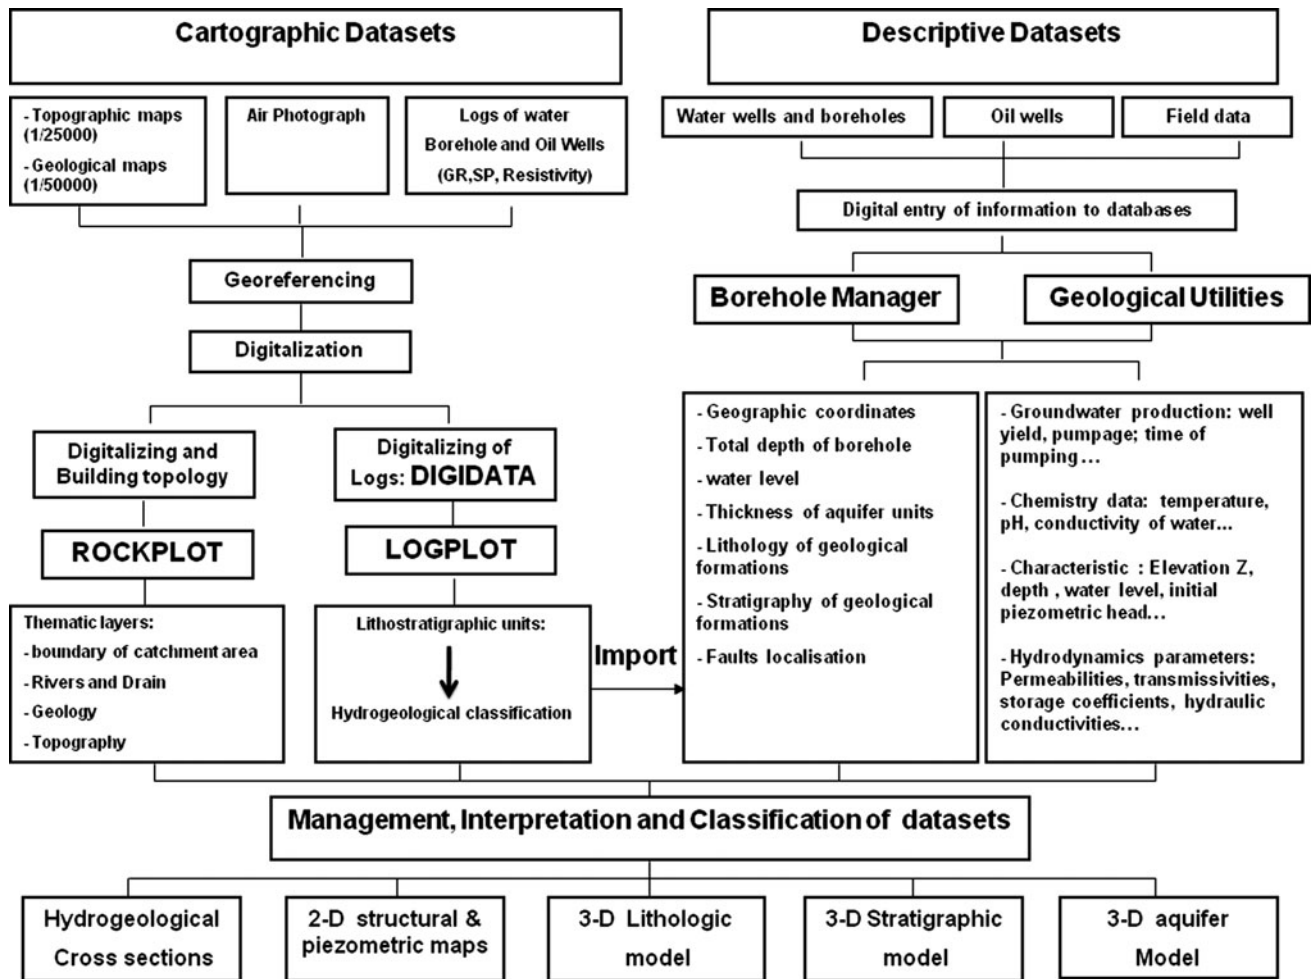 Cartographic Datasets
Descriptive Datasets
- Topographic maps
(1/25000)
- Geological maps
(1/50000)
Air Photograph
Logs of water
Borehole and Oil Wells
(GR,SP, Resistivity)
Water wells and boreholes
Oil wells
Field data
Digital entry of information to databases
Georeferencing
Digitalization
Borehole Manager
Geological Utilities
Digitalizing and
Building topology
Digitalizing of
Logs: DIGIDATA
ROCKPLOT
LOGPLOT
Thematic layers:
- boundary of catchment area
- Rivers and Drain
- Geology
- Topography
Lithostratigraphic units:
Hydrogeological classification
Import
- Geographic coordinates
- Total depth of borehole
- water level
- Thickness of aquifer units
- Lithology of geological
formations
- Stratigraphy of geological
formations
- Faults localisation
- Groundwater production: well
yield, pumpage; time of
pumping...
- Chemistry data: temperature,
pH, conductivity of water...
- Characteristic : Elevation Z,
depth , water level, initial
piezometric head...
- Hydrodynamics parameters:
Permeabilities, transmissivities,
storage coefficients, hydraulic
conductivities...
Management, Interpretation and Classification of datasets
Hydrogeological
Cross sections
2-D structural &
piezometric maps
3-D Lithologic
model
3-D Stratigraphic
model
3-D aquifer
Model